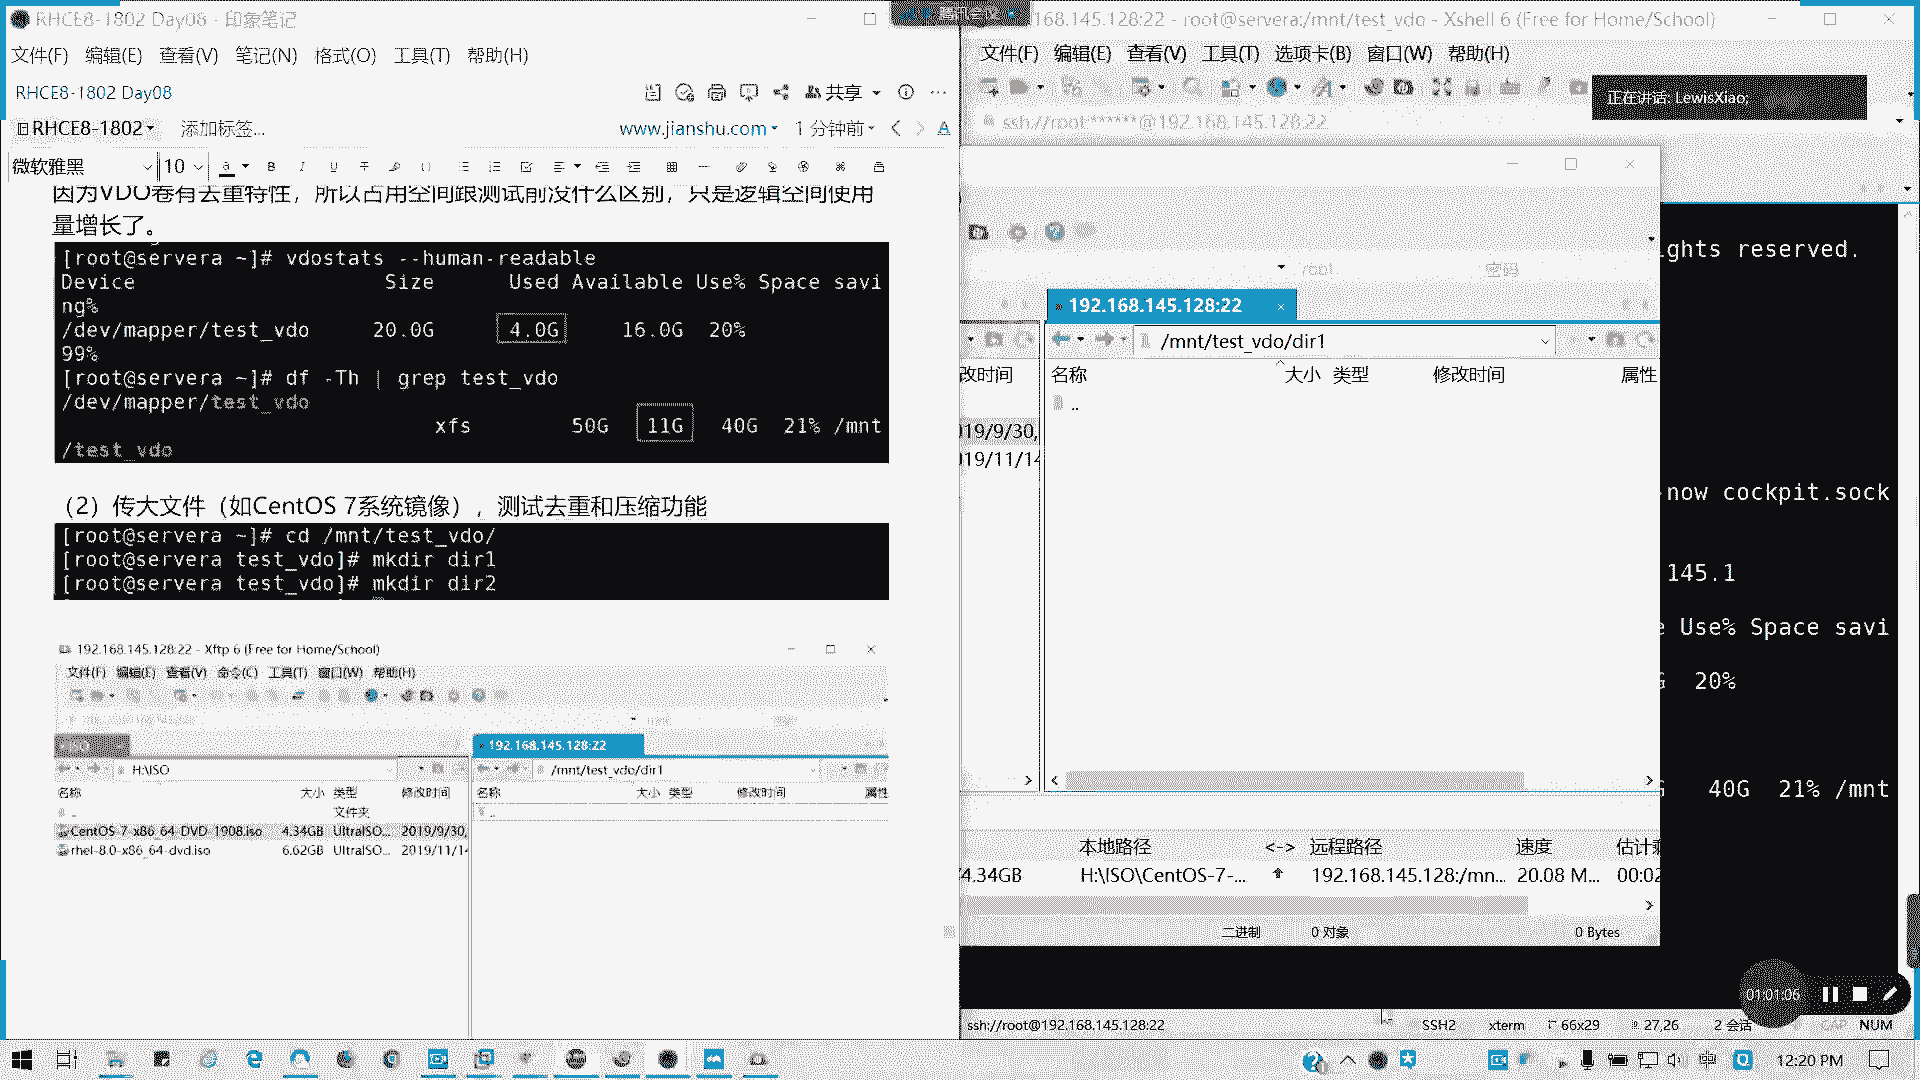 RHCE8-1802 Day08 - 印象笔记
文件(F) 编辑(E) 查看(V) 笔记(N) 格式(O) 工具(T) 帮助(H)
RHCE8-1802 Day08
共享
RHCE8-1802
添加标签...
www.jianshu.com
1 分钟前
微软雅黑
10
因为VDO卷有去重特性，所以占用空间跟测试前没什么区别，只是逻辑空间使用
量增长了。
[root@servera ~]# vdostats --human-readable
Device Size Used Available Use% Space savi
ng%
/dev/mapper/test_vdo 20.0G 4.0G 16.0G 20%
99%
[root@servera ~]# df -Th | grep test_vdo
/dev/mapper/test_vdo
xfs 50G 11G 40G 21% /mnt
/test_vdo
（2）传大文件（如CentOS 7系统镜像），测试去重和压缩功能
[root@servera ~]# cd /mnt/test_vdo/
[root@servera test_vdo]# mkdir dir1
[root@servera test_vdo]# mkdir dir2
192.168.145.128:22 - Xftp 6 (Free for Home/School)
文件(F) 编辑(E) 查看(V) 命令(C) 工具(T) 窗口(W) 帮助(H)
192.168.145.128:22
H:\ISO
/mnt/test_vdo/dir1
名称 大小 类型 修改时间
名称 大小 类型 修改时间 属性
..
文件夹
..
CentOS-7-x86_64-DVD-1908.iso 4.34GB UltraISO... 2019/9/30,
rhel-8.0-x86_64-dvd.iso 6.62GB UltraISO... 2019/11/14
腾讯会议
168.145.128:22 - root@servera:/mnt/test_vdo - Xshell 6 (Free for Home/School)
文件(F) 编辑(E) 查看(V) 工具(T) 选项卡(B) 窗口(W) 帮助(H)
正在讲话: LewisXiao;
ssh://root:******@192.168.145.128:22
root
密码
192.168.145.128:22
/mnt/test_vdo/dir1
改时间
名称 大小 类型 修改时间 属性
..
19/9/30,
19/11/14
ights reserved.
now cockpit.sock
145.1
e Use% Space savi
G 20%
G 40G 21% /mnt
本地路径 <-> 远程路径 速度 估计剩
4.34GB H:\ISO\CentOS-7-... 192.168.145.128:/mn... 20.08 M... 00:02
二进制 0 对象 0 Bytes
01:01:06
ssh://root@192.168.145.128:22 SSH2 xterm 66x29 27,26 2 会话 CAP NUM
中
12:20 PM